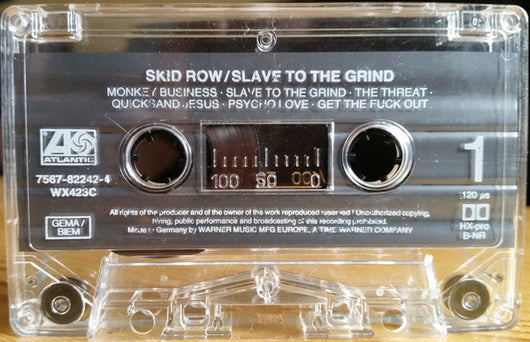 SKID ROW/SLAVE TO THE GRIND
MONKEY BUSINESS · SLAVE TO THE GRIND · THE THREAT ·
QUICKSAND JESUS · PSYCHO LOVE · GET THE FUCK OUT
ATLANTIC
7567-82242-4
WX423C
GEMA/
BIEM
100 50 0
1
120 µs
HX-pro
B-NR
All rights of the producer and of the owner of the work reproduced reserved! Unauthorized copying,
hiring, public performance and broadcasting of this recording prohibited.
Made in Germany by WARNER MUSIC MFG EUROPE, A TIME WARNER COMPANY